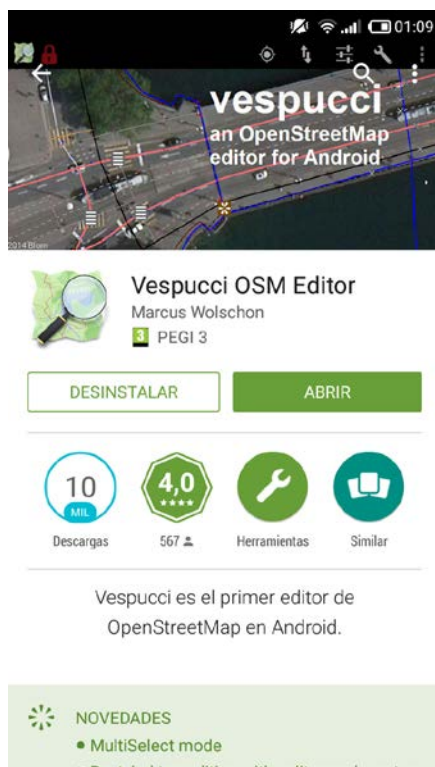 01:09
vespucci
an OpenStreetMap
editor for Android
2014 Blom
Vespucci OSM Editor
Marcus Wolschon
3 PEGI 3
DESINSTALAR
ABRIR
10
MIL
Descargas
4,0
567
Herramientas
Similar
Vespucci es el primer editor de
OpenStreetMap en Android.
NOVEDADES
• MultiSelect mode